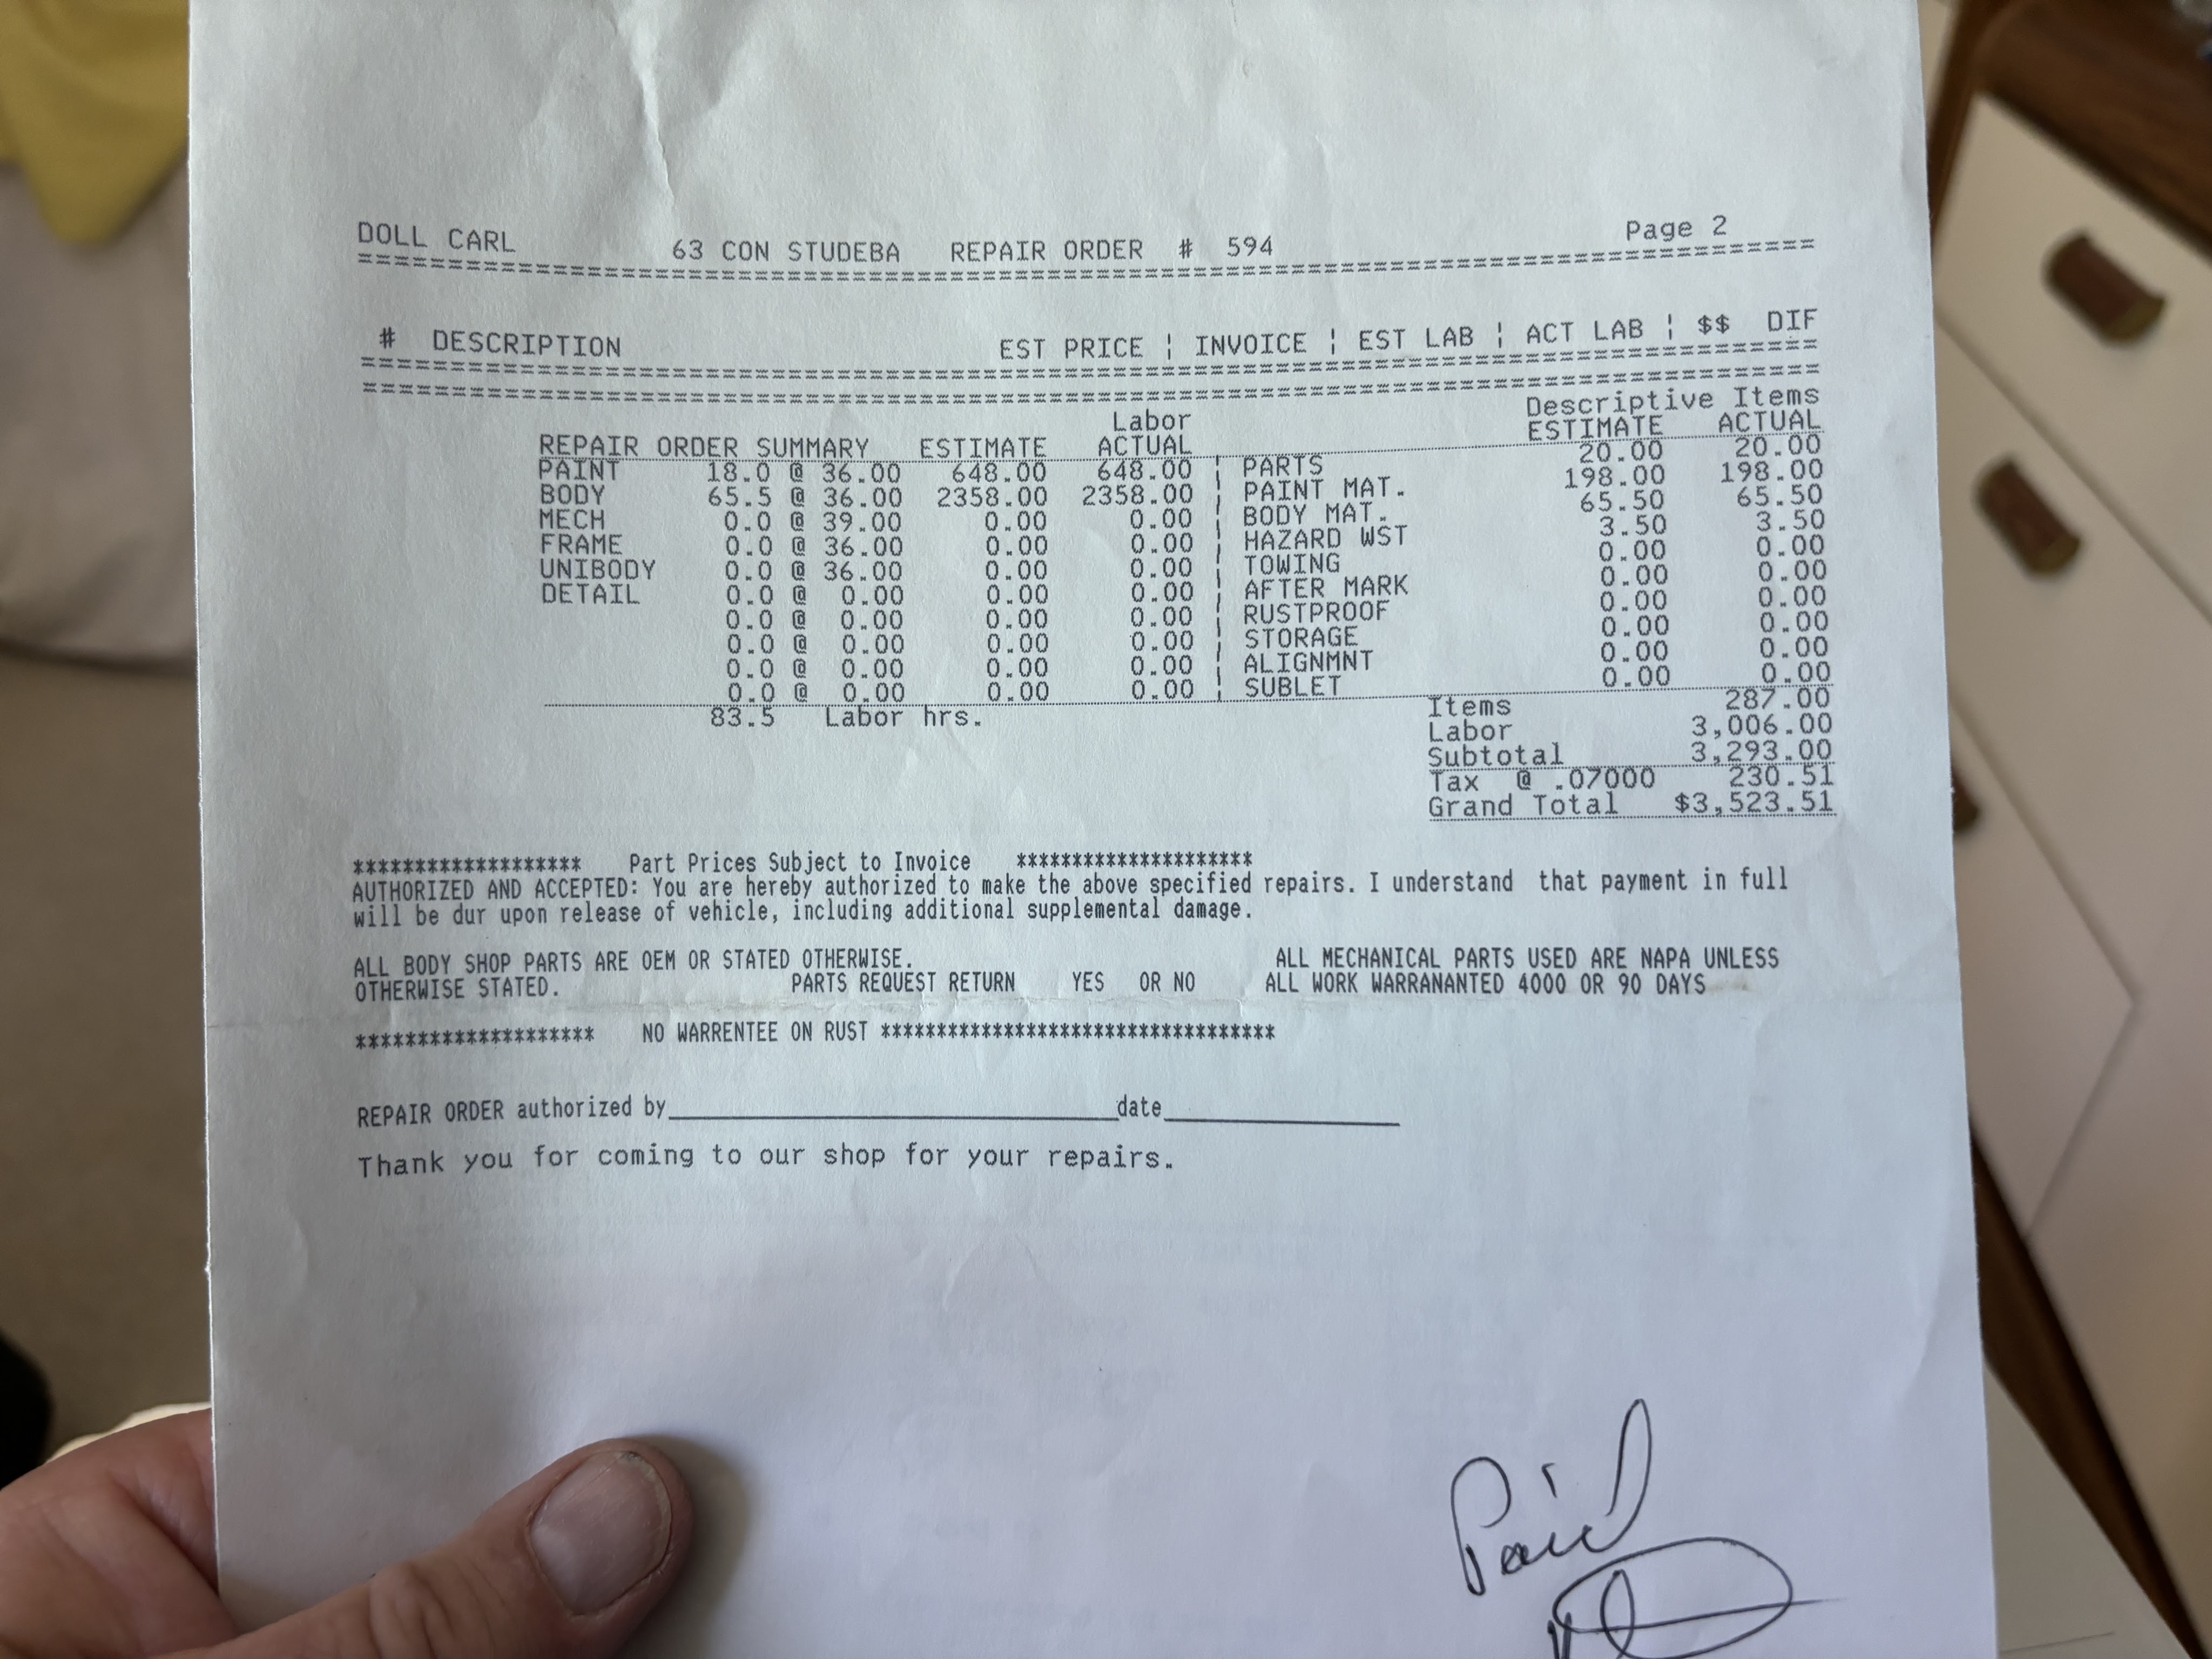 DOLL CARL 63 CON STUDEBA REPAIR ORDER # 594 Page 2
================================================================================
# DESCRIPTION EST PRICE ¦ INVOICE ¦ EST LAB ¦ ACT LAB ¦ $$ DIF
================================================================================
================================================================================
Labor Descriptive Items
REPAIR ORDER SUMMARY ESTIMATE ACTUAL ESTIMATE ACTUAL
PAINT 18.0 @ 36.00 648.00 648.00 ¦ PARTS 20.00 20.00
BODY 65.5 @ 36.00 2358.00 2358.00 ¦ PAINT MAT. 198.00 198.00
MECH 0.0 @ 39.00 0.00 0.00 ¦ BODY MAT. 65.50 65.50
FRAME 0.0 @ 36.00 0.00 0.00 ¦ HAZARD WST 3.50 3.50
UNIBODY 0.0 @ 36.00 0.00 0.00 ¦ TOWING 0.00 0.00
DETAIL 0.0 @ 0.00 0.00 0.00 ¦ AFTER MARK 0.00 0.00
0.0 @ 0.00 0.00 0.00 ¦ RUSTPROOF 0.00 0.00
0.0 @ 0.00 0.00 0.00 ¦ STORAGE 0.00 0.00
0.0 @ 0.00 0.00 0.00 ¦ ALIGNMNT 0.00 0.00
0.0 @ 0.00 0.00 0.00 ¦ SUBLET 0.00 0.00
83.5 Labor hrs. Items 287.00
Labor 3,006.00
Subtotal 3,293.00
Tax @ .07000 230.51
Grand Total $3,523.51
******************* Part Prices Subject to Invoice *********************
AUTHORIZED AND ACCEPTED: You are hereby authorized to make the above specified repairs. I understand that payment in full
will be dur upon release of vehicle, including additional supplemental damage.
ALL BODY SHOP PARTS ARE OEM OR STATED OTHERWISE. ALL MECHANICAL PARTS USED ARE NAPA UNLESS
OTHERWISE STATED. PARTS REQUEST RETURN YES OR NO ALL WORK WARRANANTED 4000 OR 90 DAYS
******************** NO WARRENTEE ON RUST *********************************
REPAIR ORDER authorized by____________________date____________
Thank you for coming to our shop for your repairs.
Paid